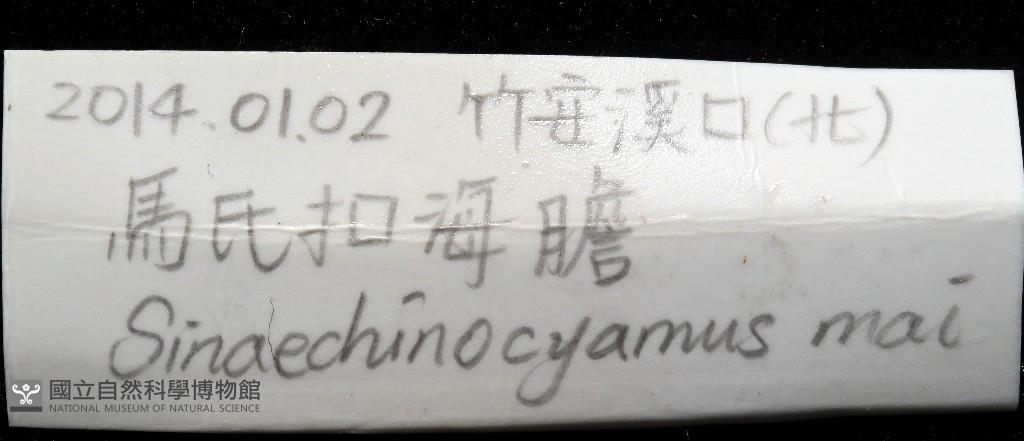 2014.01.02 竹安溪口(北)
馬氏扣海膽
Sinaechinocyamus mai
國立自然科學博物館
NATIONAL MUSEUM OF NATURAL SCIENCE